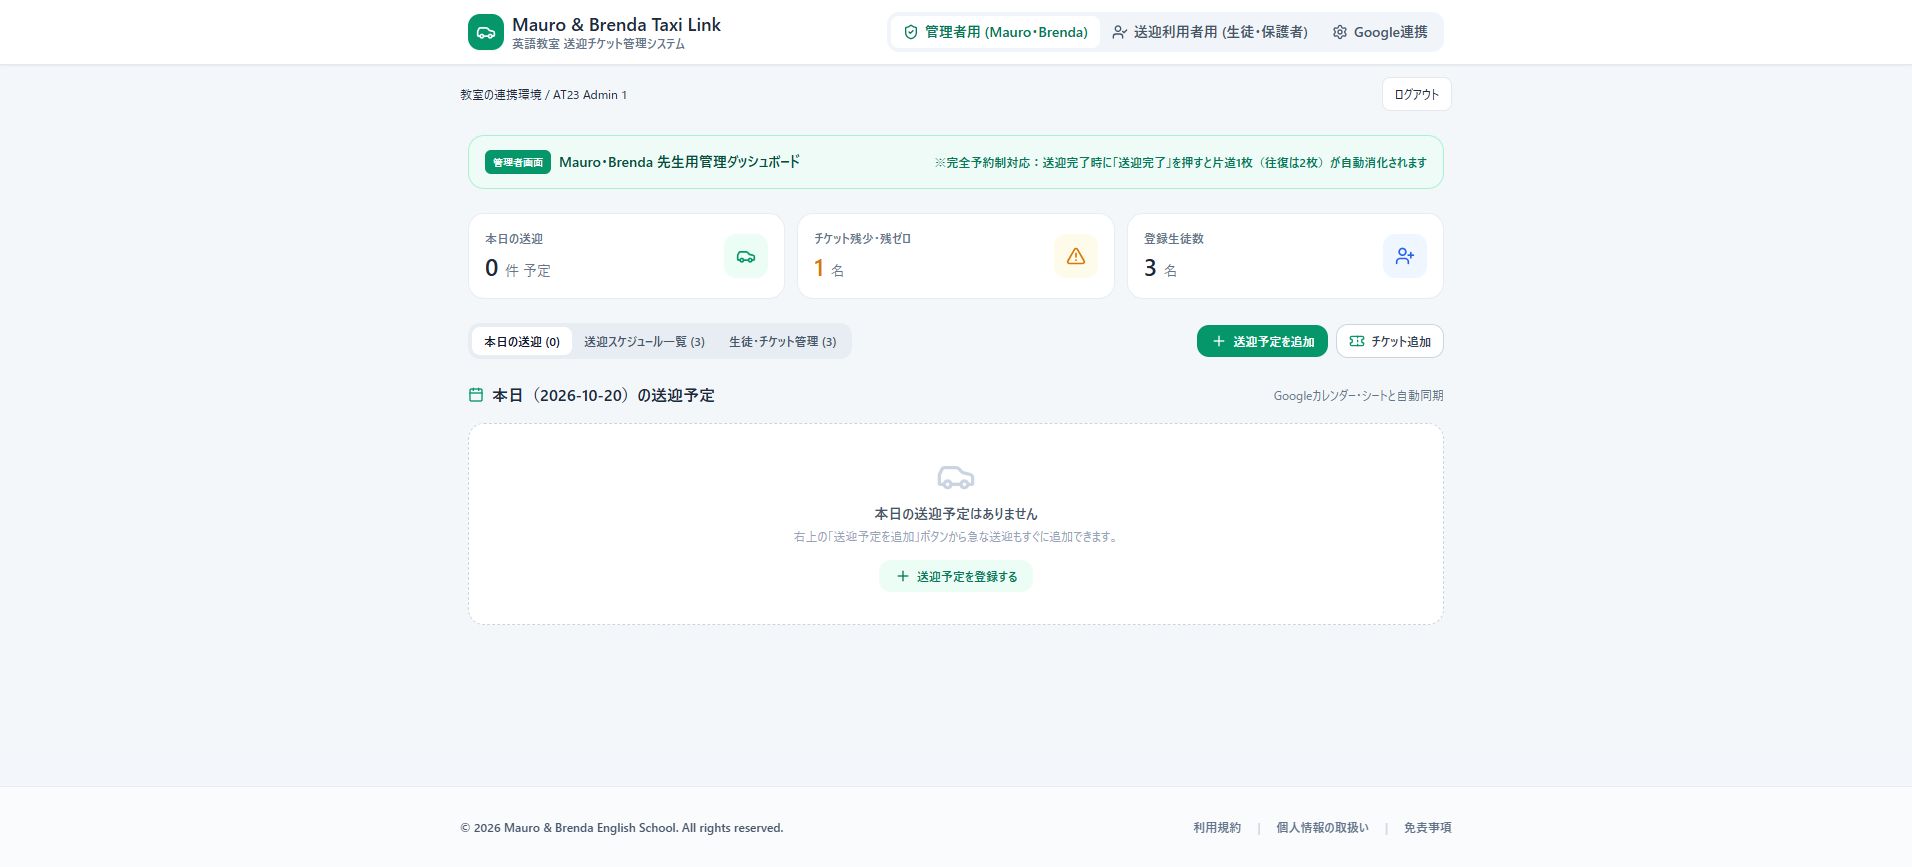 Mauro & Brenda Taxi Link
英語教室 送迎チケット管理システム
管理者用 (Mauro・Brenda)
送迎利用者用 (生徒・保護者)
Google連携
教室の連携環境 / AT23 Admin 1
ログアウト
管理者画面
Mauro・Brenda 先生用管理ダッシュボード
※完全予約制対応：送迎完了時に「送迎完了」を押すと片道1枚（往復は2枚）が自動消化されます
本日の送迎
0 件 予定
チケット残少・残ゼロ
1 名
登録生徒数
3 名
本日の送迎 (0)
送迎スケジュール一覧 (3)
生徒・チケット管理 (3)
送迎予定を追加
チケット追加
本日（2026-10-20）の送迎予定
Googleカレンダー・シートと自動同期
本日の送迎予定はありません
右上の「送迎予定を追加」ボタンから急な送迎もすぐに追加できます。
送迎予定を登録する
© 2026 Mauro & Brenda English School. All rights reserved.
利用規約 | 個人情報の取扱い | 免責事項